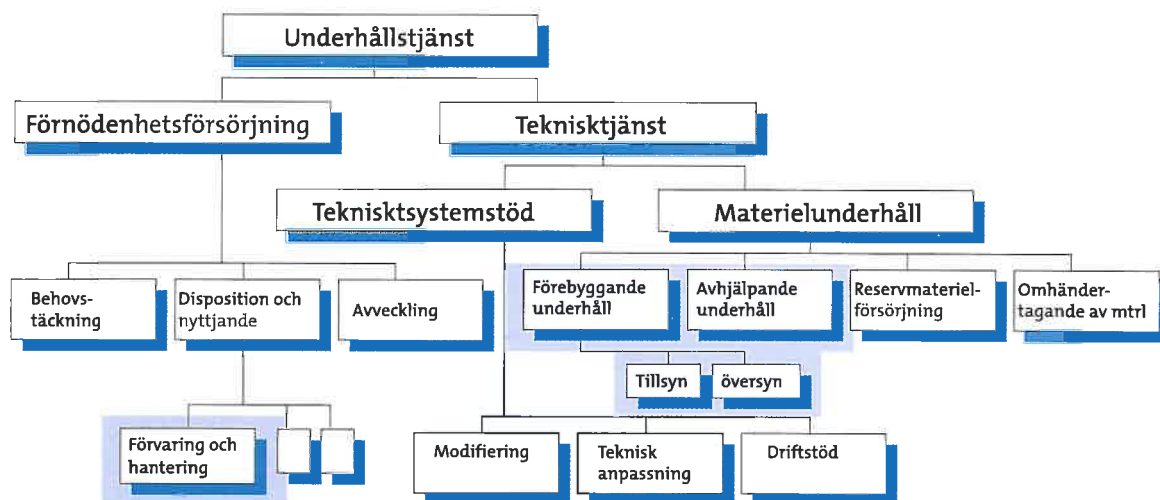 Underhållstjänst
Förnödenhetsförsörjning
Tekniktjänst
Teknisktsystemstöd
Materielunderhåll
Behovs-
täckning
Disposition och
nyttjande
Avveckling
Förebyggande
underhåll
Avhjälpande
underhåll
Reservmateriel-
försörjning
Omhänder-
tagande av mtrl
Tillsyn
översyn
Förvaring och
hantering
Modifiering
Teknisk
anpassning
Driftstöd